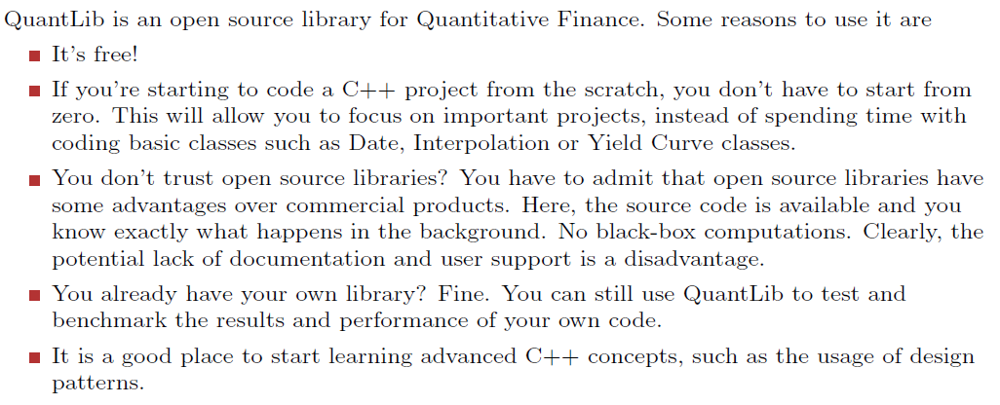 QuantLib is an open source library for Quantitative Finance. Some reasons to use it are
■ It's free!
■ If you're starting to code a C++ project from the scratch, you don't have to start from
zero. This will allow you to focus on important projects, instead of spending time with
coding basic classes such as Date, Interpolation or Yield Curve classes.
■ You don't trust open source libraries? You have to admit that open source libraries have
some advantages over commercial products. Here, the source code is available and you
know exactly what happens in the background. No black-box computations. Clearly, the
potential lack of documentation and user support is a disadvantage.
■ You already have your own library? Fine. You can still use QuantLib to test and
benchmark the results and performance of your own code.
■ It is a good place to start learning advanced C++ concepts, such as the usage of design
patterns.